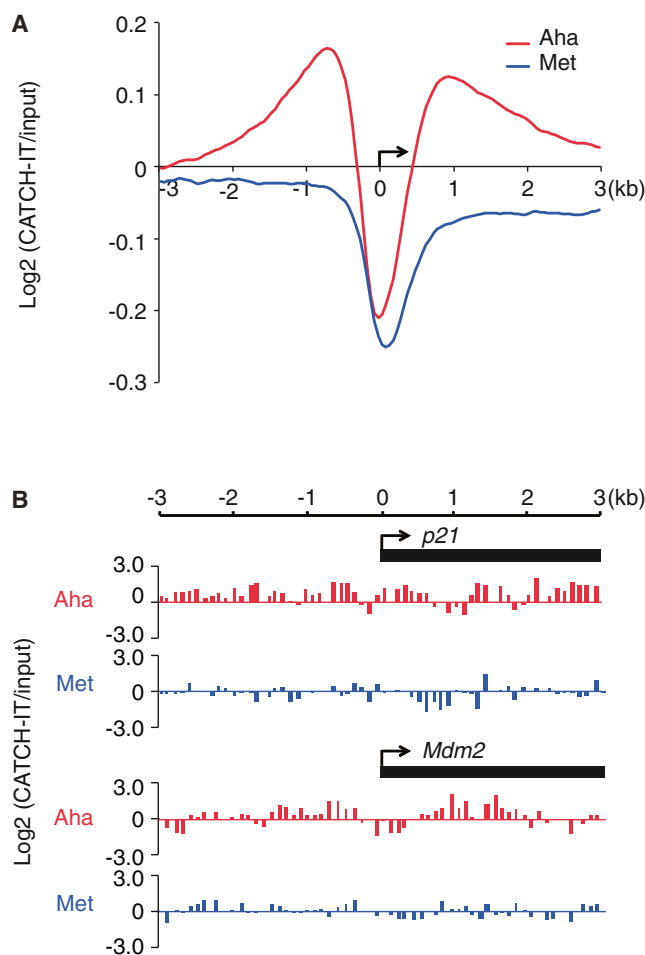 A
Log2 (CATCH-IT/input)
0.2
0.1
0
-0.1
-0.2
-0.3
Aha
Met
-3 -2 -1 0 1 2 3 (kb)
B
-3 -2 -1 0 1 2 3 (kb)
Log2 (CATCH-IT/input)
p21
Aha
3.0
0
-3.0
Met
3.0
0
-3.0
Mdm2
Aha
3.0
0
-3.0
Met
3.0
0
-3.0